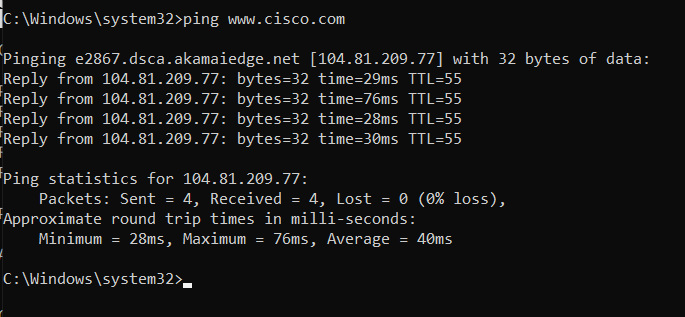 C:\Windows\system32>ping www.cisco.com
Pinging e2867.dsca.akamaiedge.net [104.81.209.77] with 32 bytes of data:
Reply from 104.81.209.77: bytes=32 time=29ms TTL=55
Reply from 104.81.209.77: bytes=32 time=76ms TTL=55
Reply from 104.81.209.77: bytes=32 time=28ms TTL=55
Reply from 104.81.209.77: bytes=32 time=30ms TTL=55
Ping statistics for 104.81.209.77:
    Packets: Sent = 4, Received = 4, Lost = 0 (0% loss),
Approximate round trip times in milli-seconds:
    Minimum = 28ms, Maximum = 76ms, Average = 40ms
C:\Windows\system32>